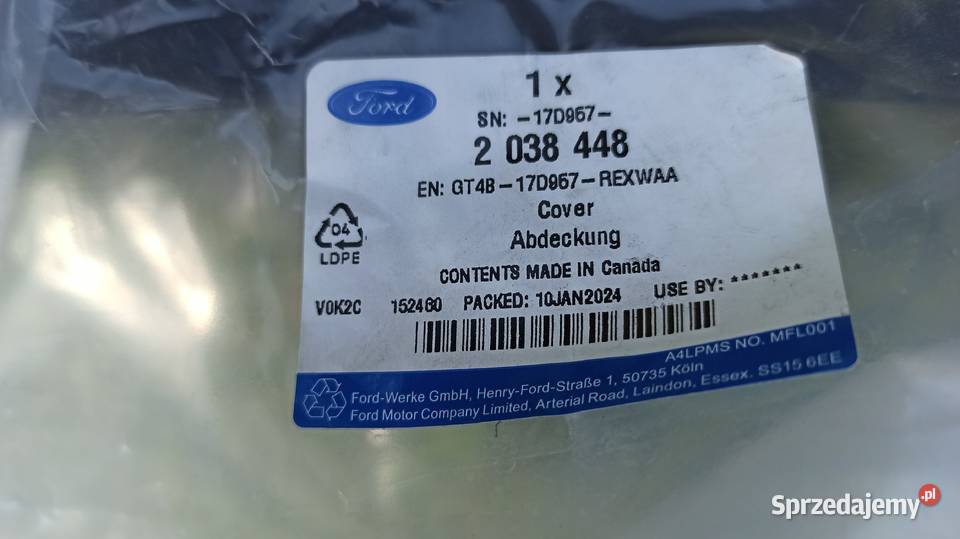 Ford
1 x
SN: -17D957-
2 038 448
EN: GT4B-17D957-REXWAA
Cover
Abdeckung
04
LDPE
CONTENTS MADE IN Canada
V0K2C 152460 PACKED: 10JAN2024 USE BY: *******
A4LPMS NO. MFL001
Ford-Werke GmbH, Henry-Ford-Straße 1, 50735 Köln
Ford Motor Company Limited, Arterial Road, Laindon, Essex. SS15 6EE
Sprzedajemy.pl